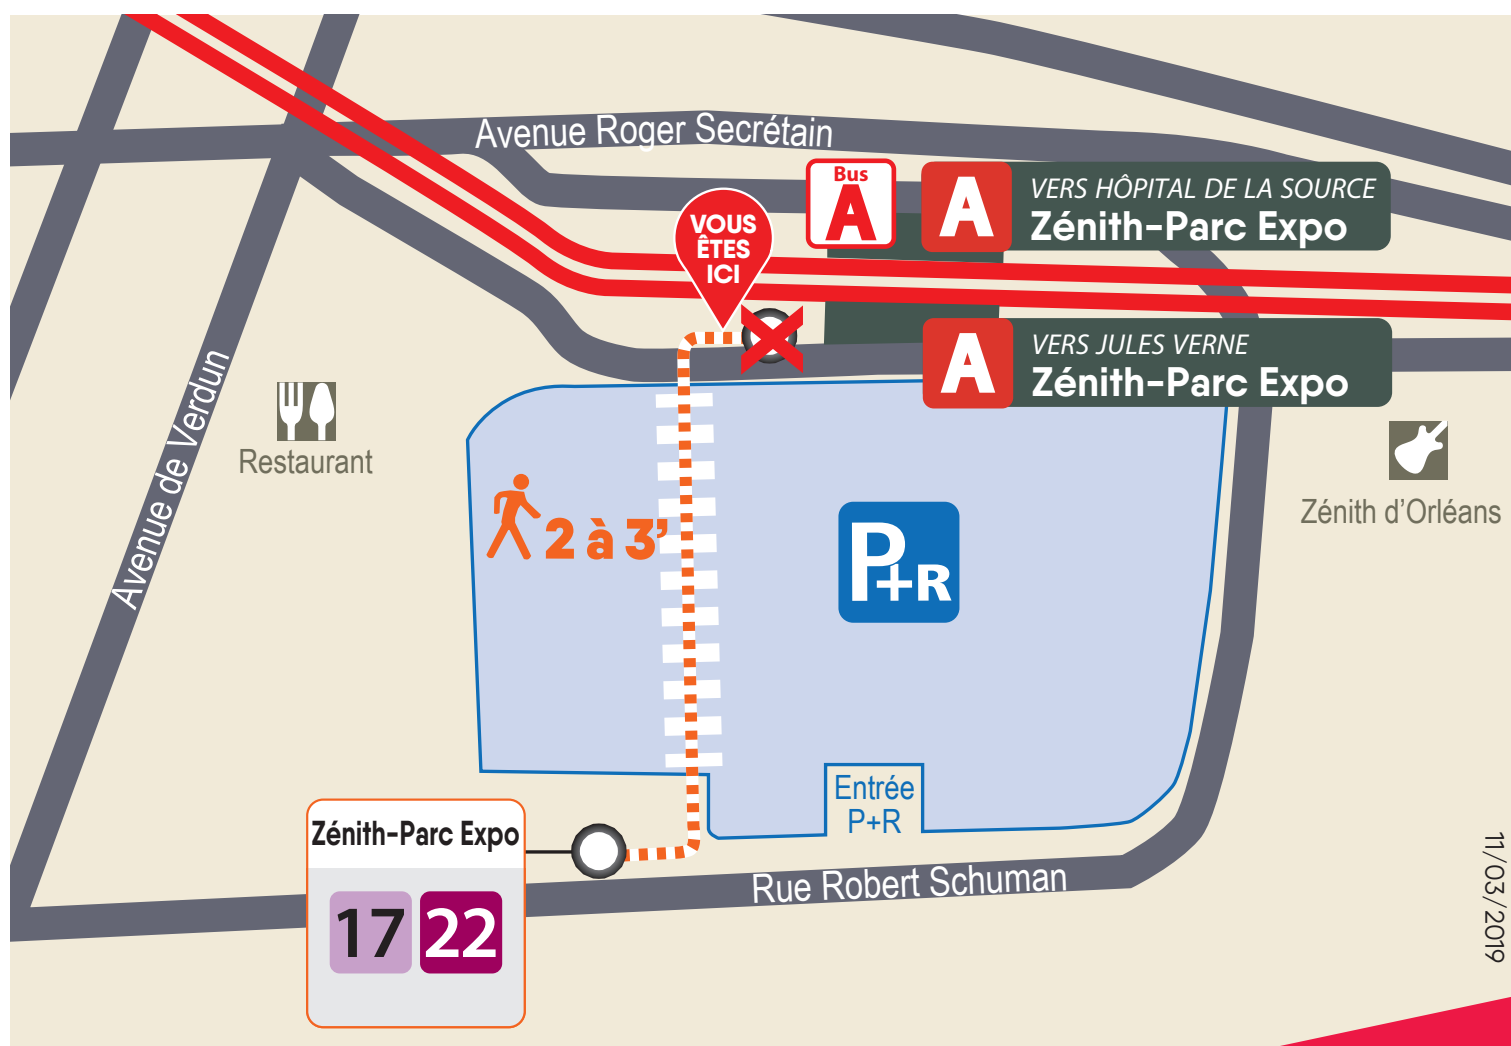 Avenue Roger Secrétain
Bus
A
A
VERS HÔPITAL DE LA SOURCE
Zénith-Parc Expo
VOUS
ÊTES
ICI
A
VERS JULES VERNE
Zénith-Parc Expo
Avenue de Verdun
Restaurant
Zénith d'Orléans
2 à 3'
P+R
Entrée
P+R
Zénith-Parc Expo
17 22
Rue Robert Schuman
11/03/2019